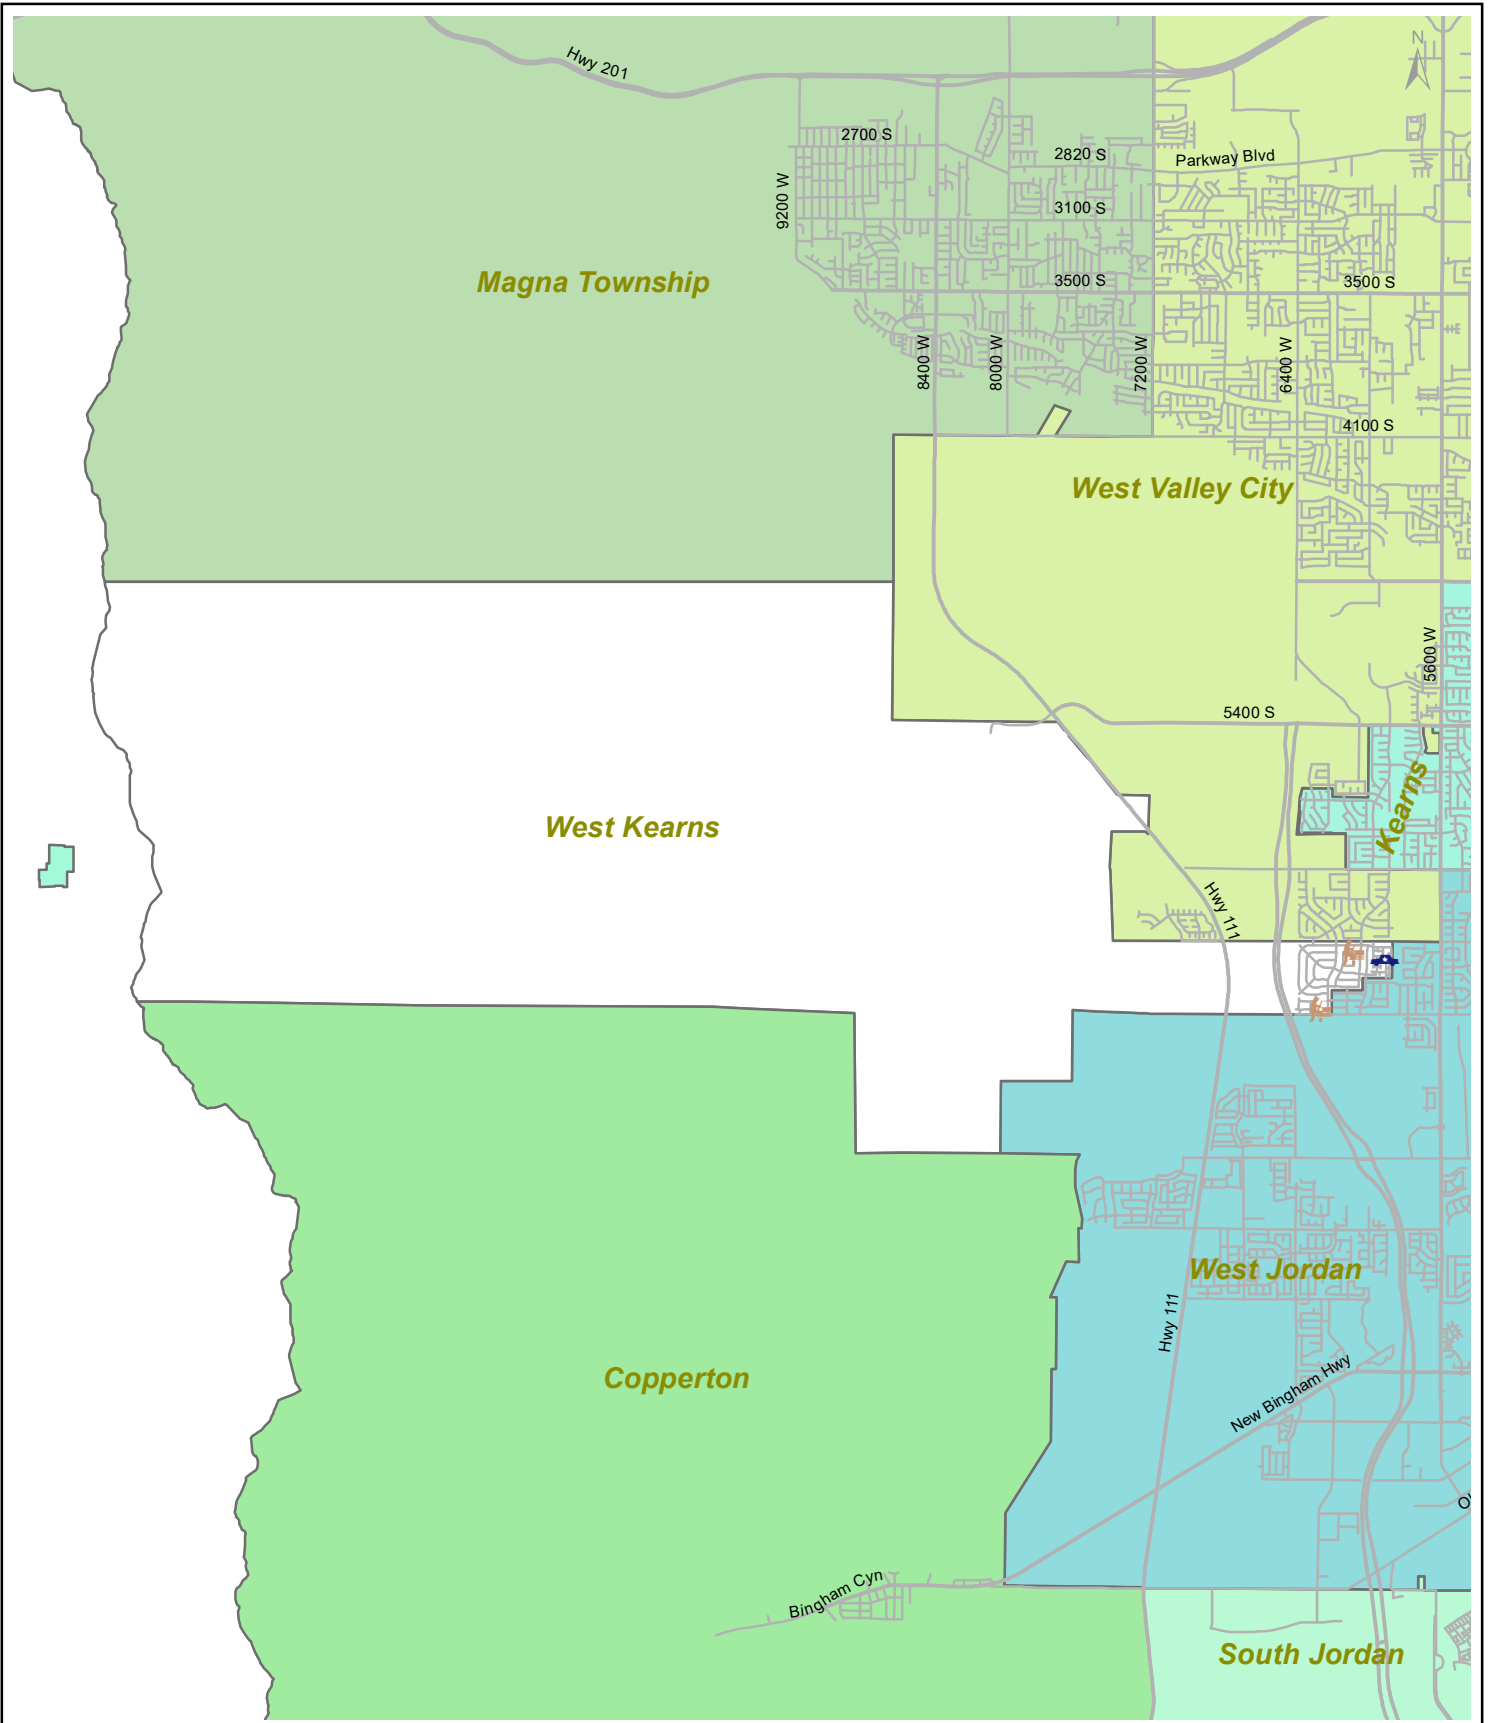 N
Hwy 201
2700 S
2820 S
Parkway Blvd
9200 W
3100 S
Magna Township
3500 S
3500 S
8400 W
8000 W
7200 W
6400 W
4100 S
West Valley City
5600 W
5400 S
Kearns
West Kearns
Hwy 111
West Jordan
Hwy 111
New Bingham Hwy
Copperton
Bingham Cyn
South Jordan